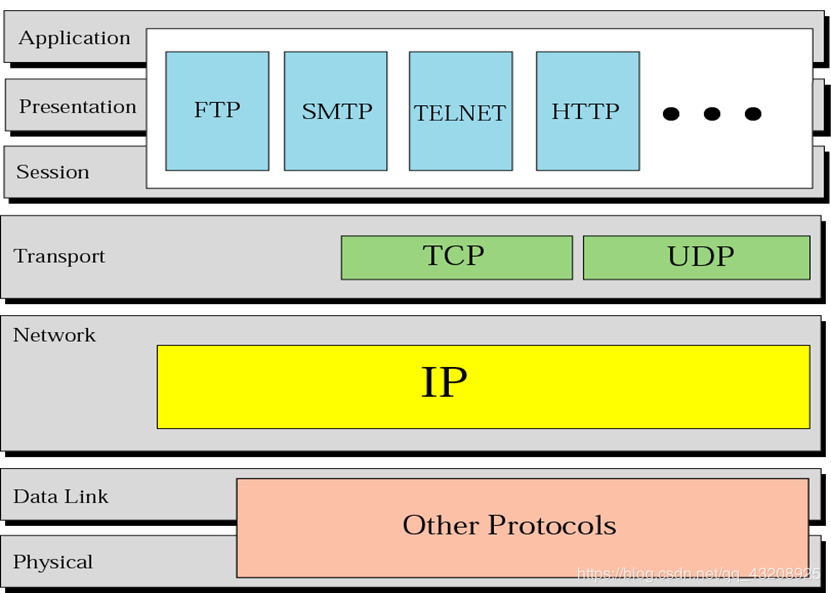 Application
FTP
SMTP
TELNET
HTTP
Presentation
Session
Transport
TCP
UDP
Network
IP
Data Link
Other Protocols
Physical
https://blog.csdn.net/qq_43208925